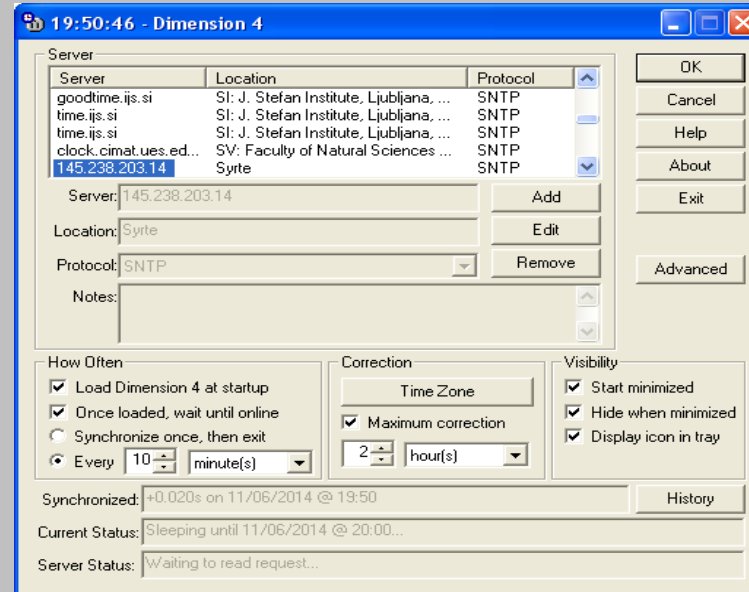 19:50:46 - Dimension 4
Server
Server Location Protocol
goodtime.ijs.si SI: J. Stefan Institute, Ljubljana, ... SNTP
time.ijs.si SI: J. Stefan Institute, Ljubljana, ... SNTP
time.ijs.si SI: J. Stefan Institute, Ljubljana, ... SNTP
clock.cimat.ues.ed... SV: Faculty of Natural Sciences ... SNTP
145.238.203.14 Syrte SNTP
Server: 145.238.203.14 Add
Location: Syrte Edit
Protocol: SNTP Remove
Notes:
OK
Cancel
Help
About
Exit
Advanced
How Often
Load Dimension 4 at startup
Once loaded, wait until online
Synchronize once, then exit
Every 10 minute(s)
Correction
Time Zone
Maximum correction
2 hour(s)
Visibility
Start minimized
Hide when minimized
Display icon in tray
Synchronized: +0.020s on 11/06/2014 @ 19:50 History
Current Status: Sleeping until 11/06/2014 @ 20:00...
Server Status: Waiting to read request...